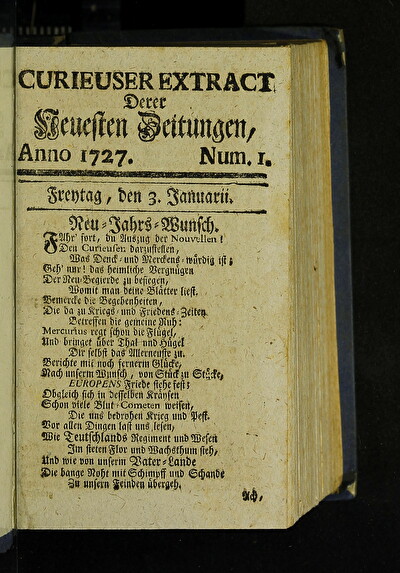 CURIEUSER EXTRACT
Derer
Neuesten Zeitungen,
Anno 1727. Num. 1.
Freytag, den 3. Januarii.
Neu-Jahrs-Wunsch.
FAhr' fort, du Auszug der Nouvellen!
Den Curieusen darzustellen,
Was Denck- und Merckens-würdig ist;
Geh' nur! das heimliche Vergnügen
Der Neu-Begierde zu besiegen,
Womit man deine Blätter liest.
Bemercke die Begebenheiten,
Die da zu Kriegs- und Friedens-Zeiten
Betreffen die gemeine Ruh:
Mercurius regt schon die Flügel,
Und bringet über Thal und Hügel
Dir selbst das Allerneuste zu.
Berichte mit noch fernerm Glücke,
Nach unserm Wunsch, von Stück zu Stücke,
EUROPENS Friede stehe fest;
Obgleich sich in desselben Kränsen
Schon viele Blut-Cometen weisen,
Die uns bedrohen Krieg und Pest.
Vor allen Dingen laß uns lesen,
Wie Teutschlands Regiment und Wesen
Im steten Flor und Wachsthum steh,
Und wie von unserm Vater-Lande
Die bange Noht mit Schimpff und Schande
Zu unsern Feinden übergeh.
Ach,